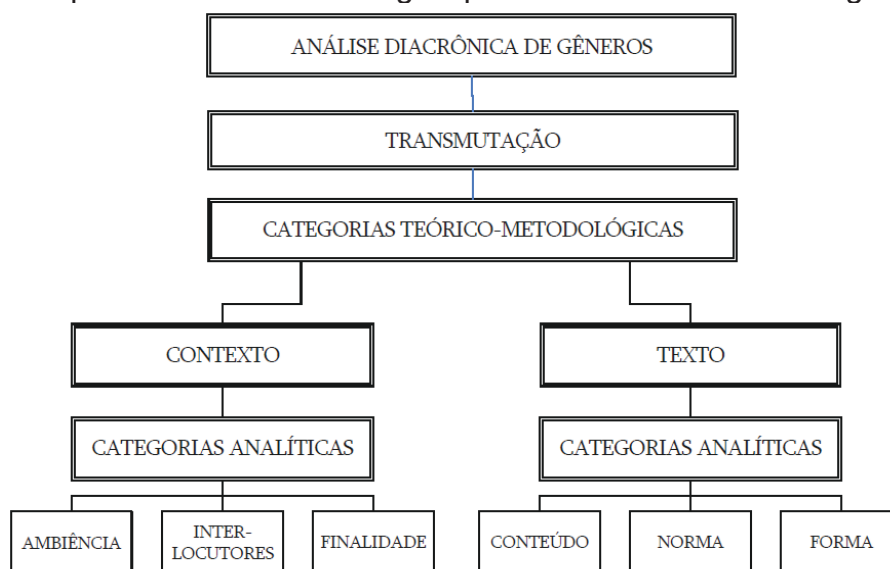 ANÁLISE DIACRÔNICA DE GÊNEROS
TRANSMUTAÇÃO
CATEGORIAS TEÓRICO-METODOLÓGICAS
CONTEXTO
TEXTO
CATEGORIAS ANALÍTICAS
CATEGORIAS ANALÍTICAS
AMBIÊNCIA
INTER-
LOCUTORES
FINALIDADE
CONTEÚDO
NORMA
FORMA